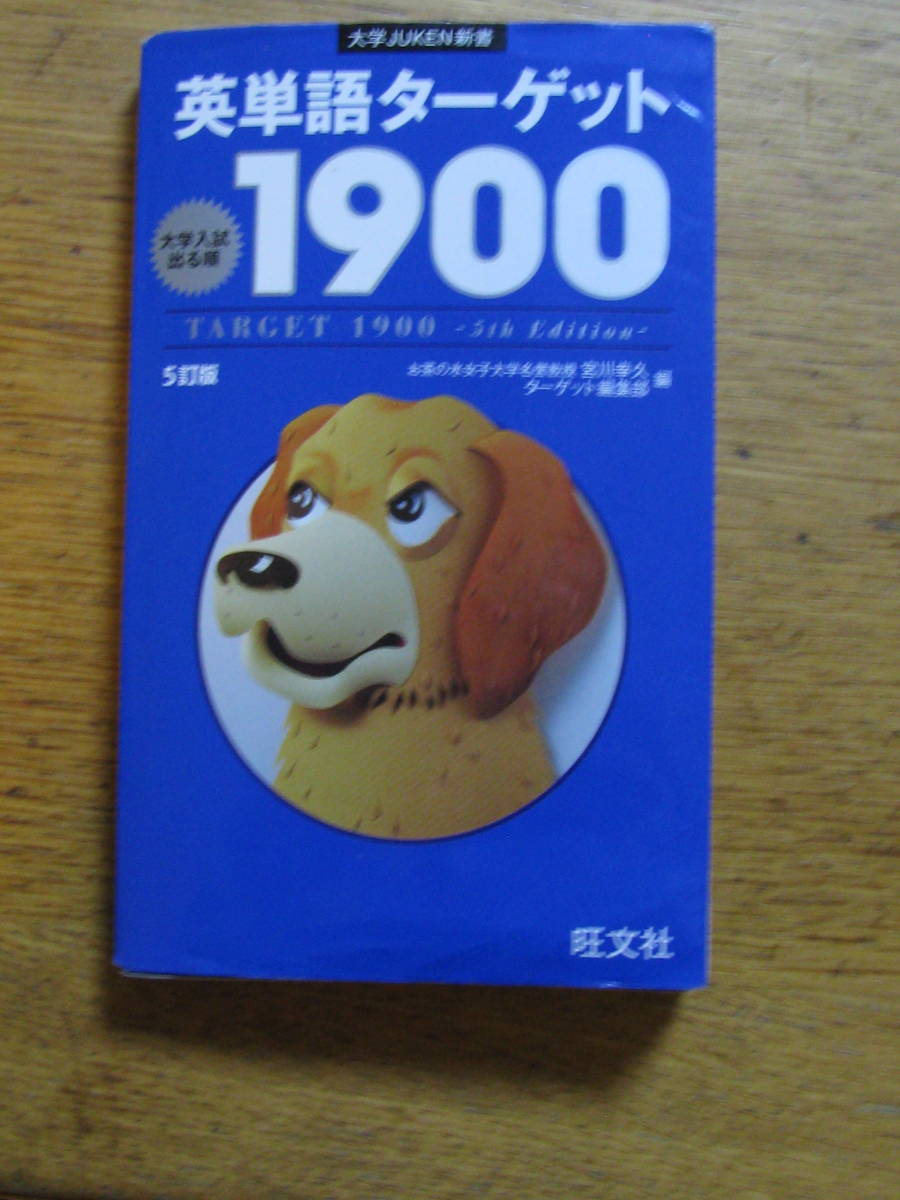 大学JUKEN新書
英単語ターゲット
1900
大学入試
出る順
TARGET 1900 -5th Edition-
5訂版
お茶の水女子大学名誉教授 宮川幸久
ターゲット編集部 編
旺文社